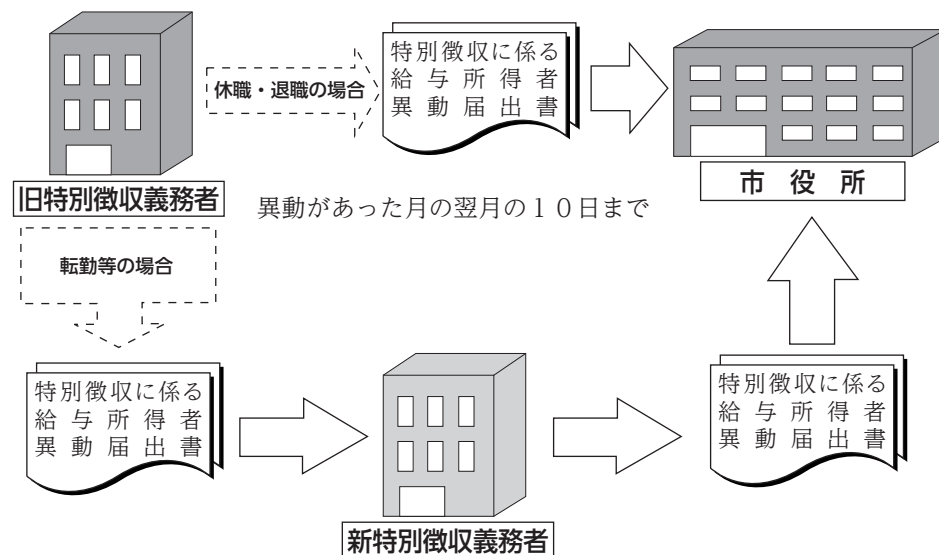 特別徴収に係る
給与所得者
異動届出書
休職・退職の場合
市役所
旧特別徴収義務者
異動があった月の翌月の１０日まで
転勤等の場合
特別徴収に係る
給与所得者
異動届出書
特別徴収に係る
給与所得者
異動届出書
新特別徴収義務者